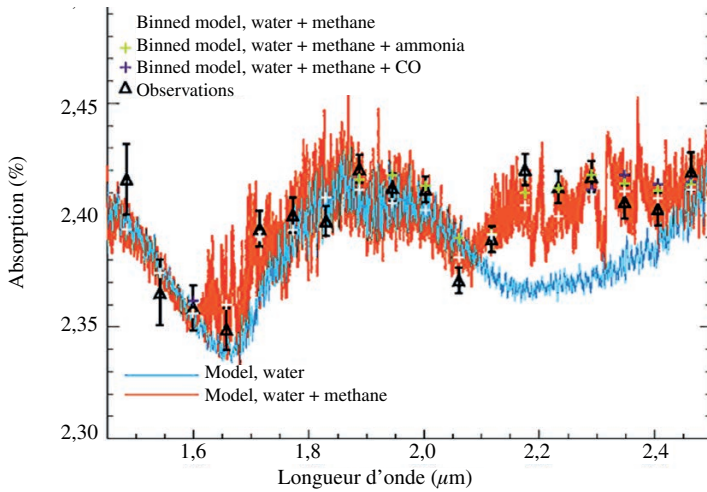 Binned model, water + methane
Binned model, water + methane + ammonia
Binned model, water + methane + CO
Observations
2,45
2,40
2,35
2,30
Absorption (%)
Model, water
Model, water + methane
1,6
1,8
2,0
2,2
2,4
Longueur d'onde (µm)